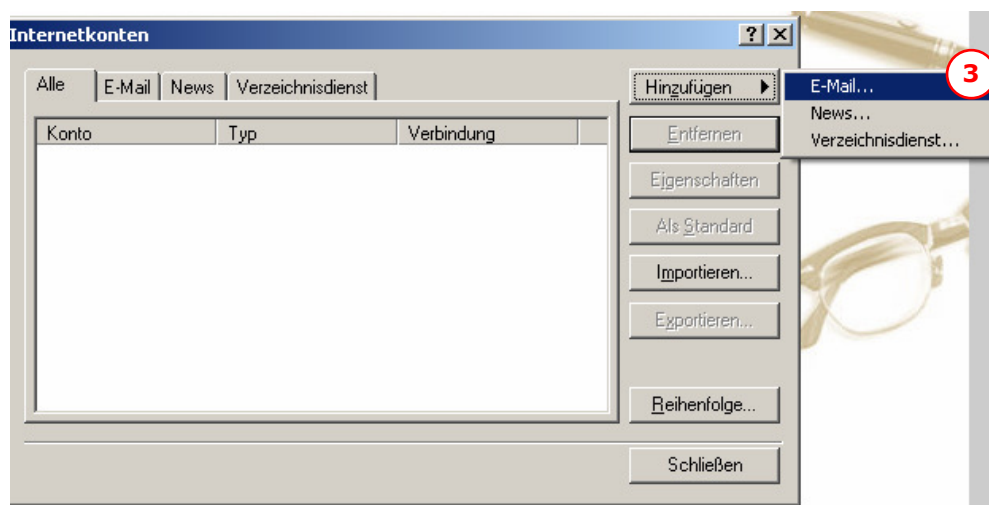 Internetkonten
? X
Alle E-Mail News Verzeichnisdienst
Konto Typ Verbindung
Hinzufügen
Entfernen
Eigenschaften
Als Standard
Importieren...
Exportieren...
Reihenfolge...
Schließen
E-Mail...
News...
Verzeichnisdienst...
3